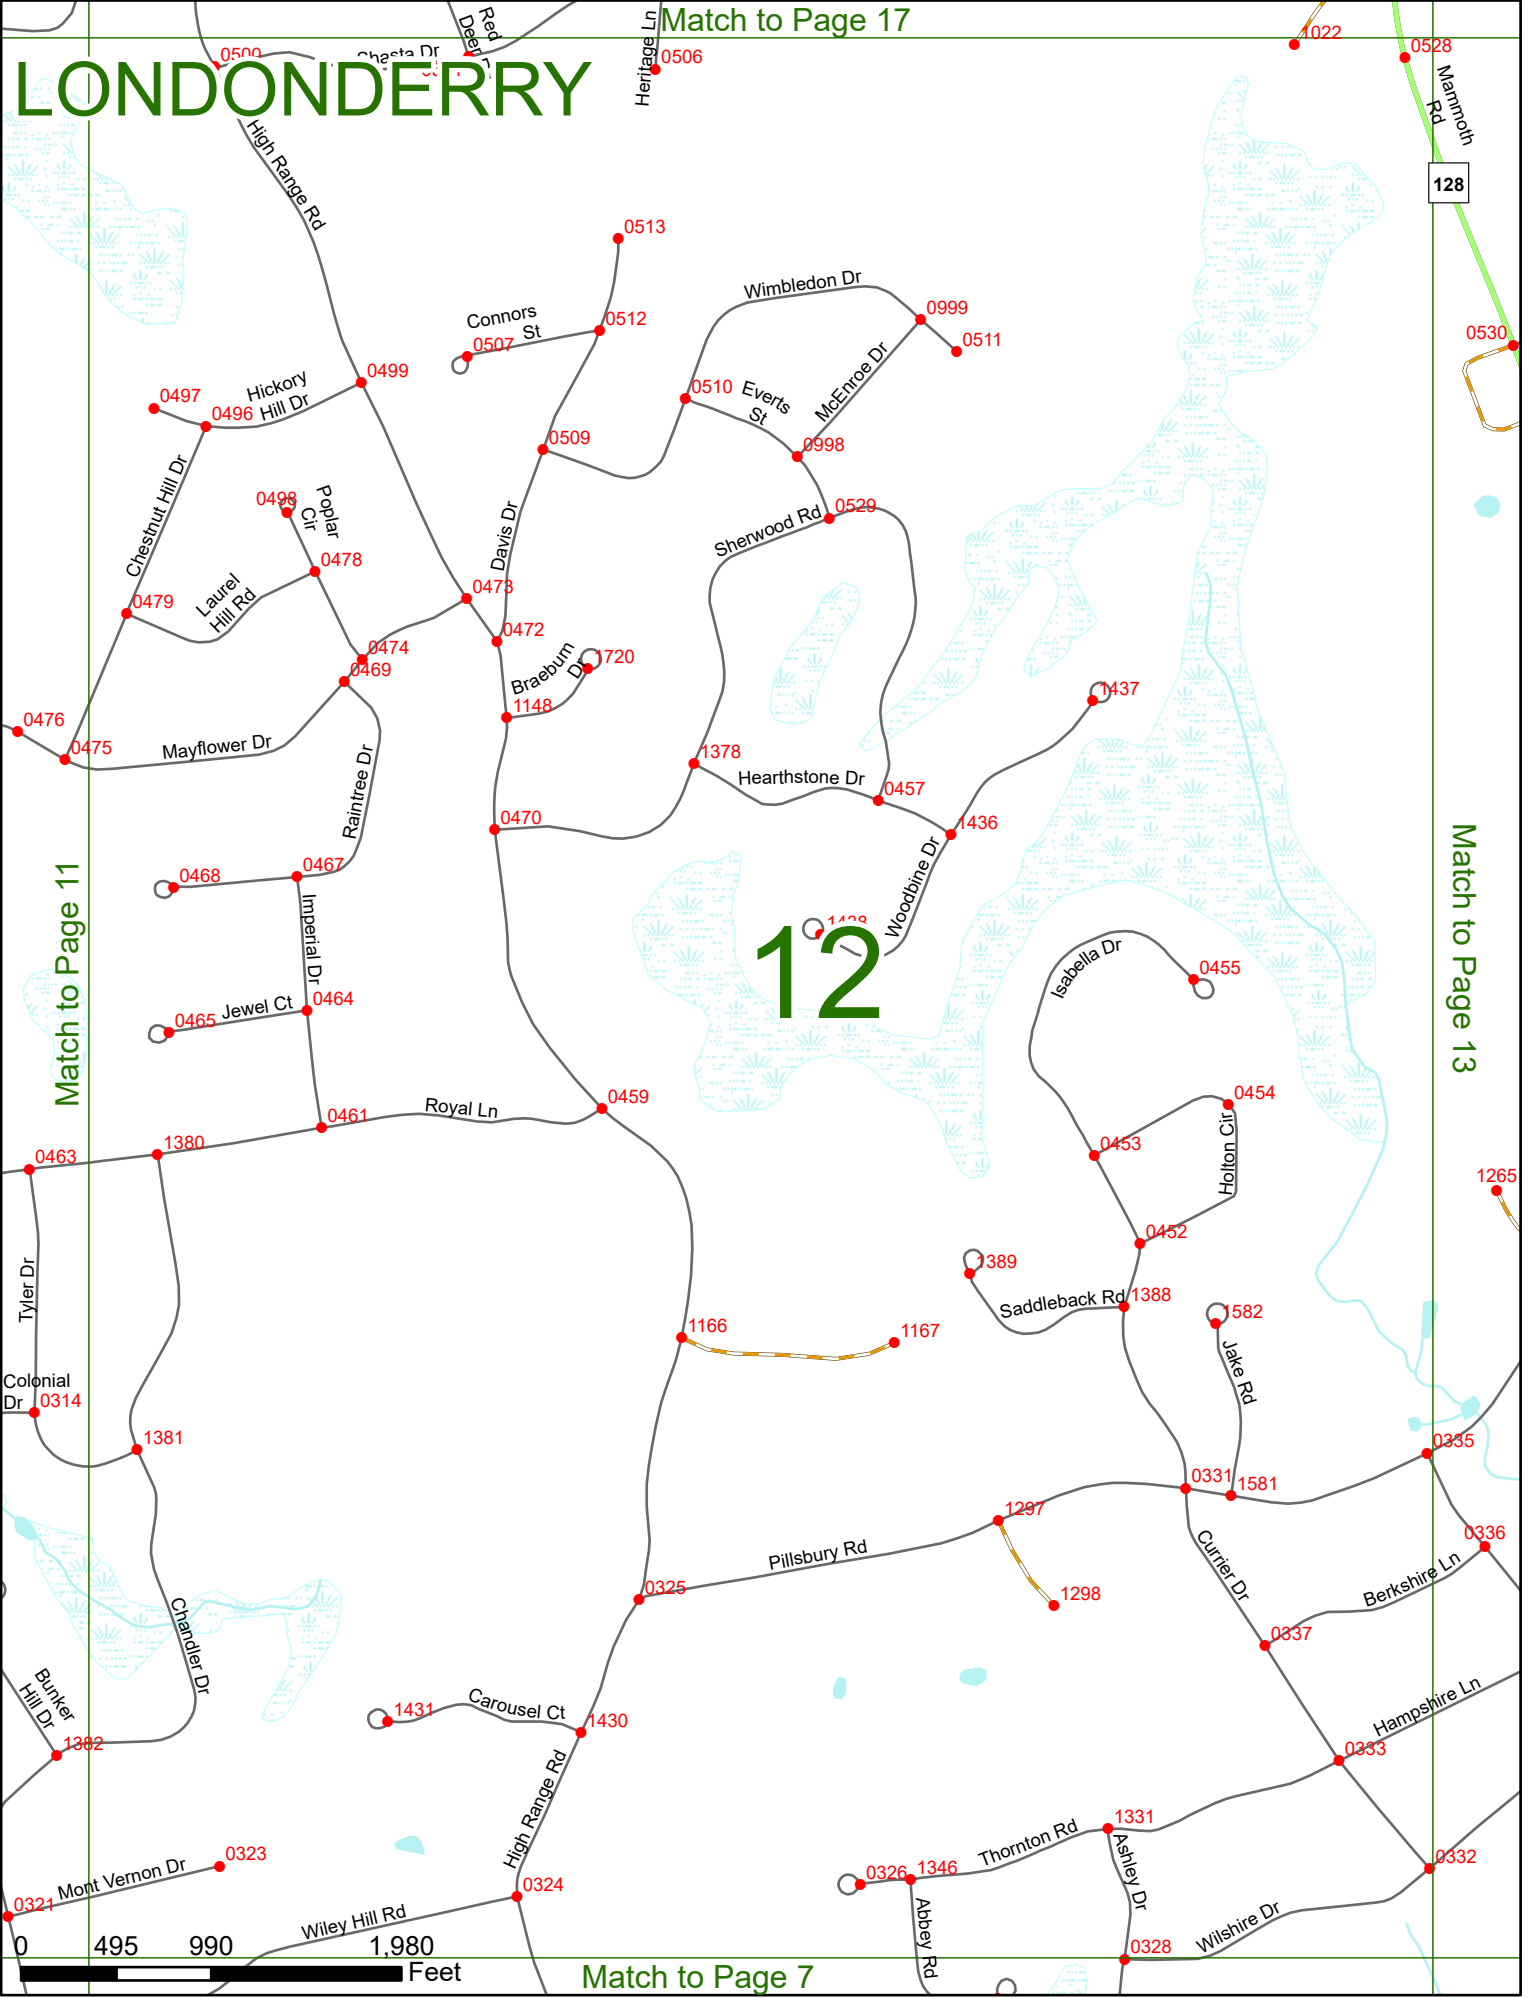 Match to Page 17
Red
Deer D
Heritage Ln
0506
1022
0528
Mammoth
Rd
0500
Shasta Dr
LONDONDERRY
128
High Range Rd
0513
Connors
St
0512
0507
Wimbledon Dr
0999
0511
0530
0499
Hickory
Hill Dr
0497
0496
0510
Everts
St
McEnroe Dr
0509
0998
Chestnut Hill Dr
0498
Poplar
Cir
Davis Dr
Sherwood Rd
0529
0478
Laurel
Hill Rd
0479
0473
0472
0474
0469
Braeburn
Dr
1720
1437
1148
0476
0475
Mayflower Dr
Raintree Dr
1378
Hearthstone Dr
0457
0470
1436
Match to Page 11
Match to Page 13
0468
0467
Imperial Dr
Woodbine Dr
12
Isabella Dr
0455
0464
Jewel Ct
0465
0459
Royal Ln
0461
0454
Holton Cir
0453
1380
0463
1265
0452
1389
Saddleback Rd
1388
Tyler Dr
1166
1167
1582
Jake Rd
Colonial
Dr
0314
1381
0335
0331
1581
1297
0336
Pillsbury Rd
Currier Dr
Berkshire Ln
0325
1298
Chandler Dr
0337
Bunker
Hill Dr
1431
Carousel Ct
1430
1382
Hampshire Ln
0333
High Range Rd
1331
Thornton Rd
Ashley Dr
0323
Mont Vernon Dr
0326
1346
0332
0324
0321
Wiley Hill Rd
Abbey Rd
Wilshire Dr
0328
0 495 990 1,980
Feet
Match to Page 7